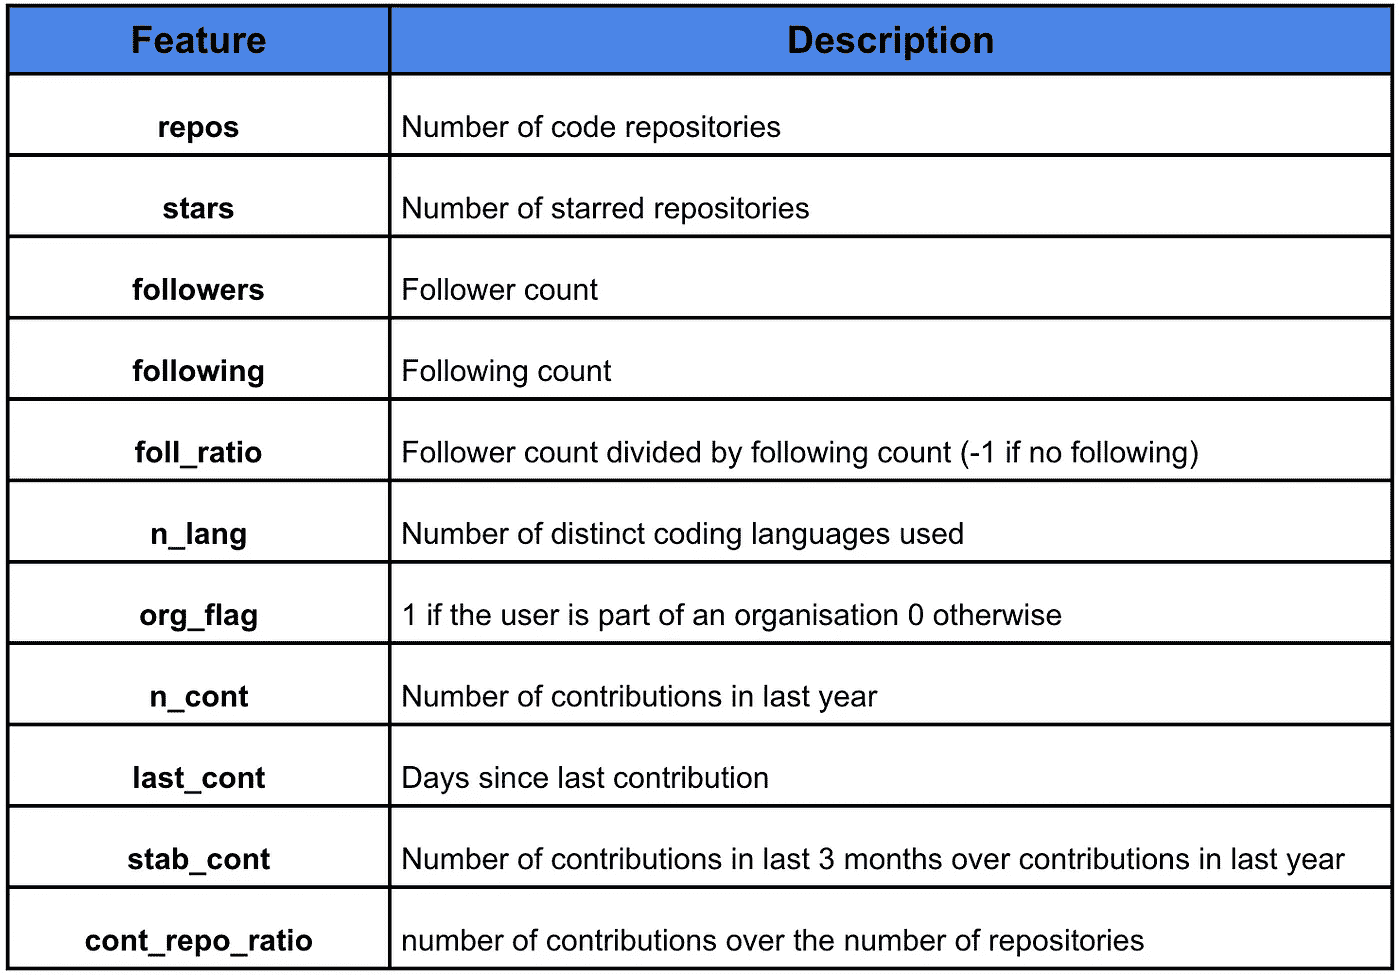 Feature Description
repos Number of code repositories
stars Number of starred repositories
followers Follower count
following Following count
foll_ratio Follower count divided by following count (-1 if no following)
n_lang Number of distinct coding languages used
org_flag 1 if the user is part of an organisation 0 otherwise
n_cont Number of contributions in last year
last_cont Days since last contribution
stab_cont Number of contributions in last 3 months over contributions in last year
cont_repo_ratio number of contributions over the number of repositories